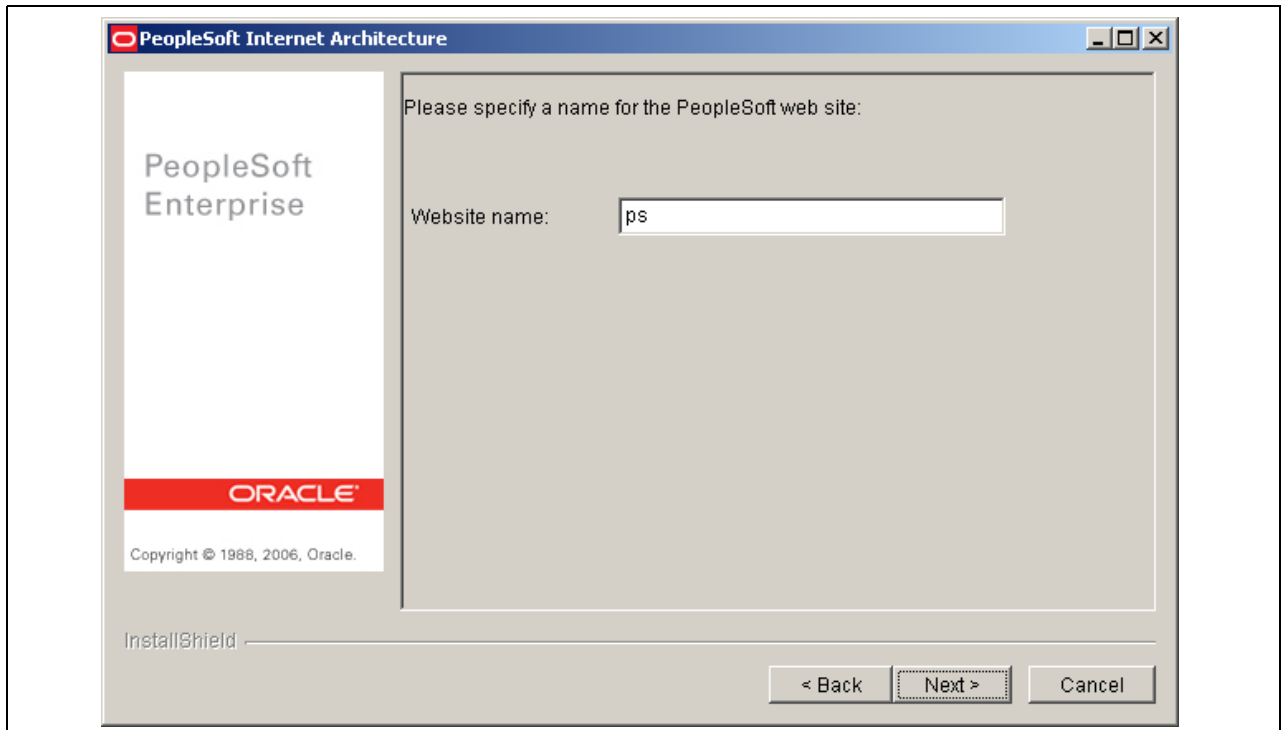 PeopleSoft Internet Architecture
PeopleSoft
Enterprise
ORACLE
Copyright © 1988, 2006, Oracle.
Please specify a name for the PeopleSoft web site:
Website name: ps
InstallShield
< Back Next > Cancel